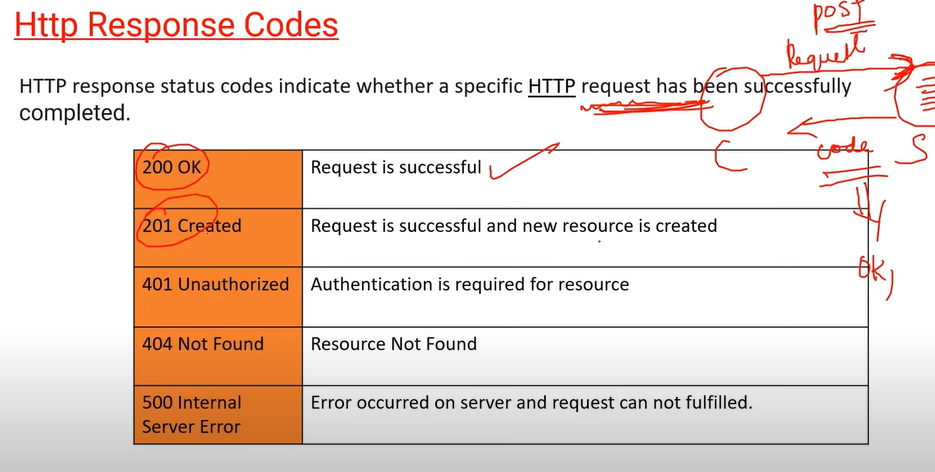 Http Response Codes
post
Request
HTTP response status codes indicate whether a specific HTTP request has been successfully
completed.
C
code
S
200 OK
Request is successful
201 Created
Request is successful and new resource is created
OK,
401 Unauthorized
Authentication is required for resource
404 Not Found
Resource Not Found
500 Internal
Server Error
Error occurred on server and request can not fulfilled.